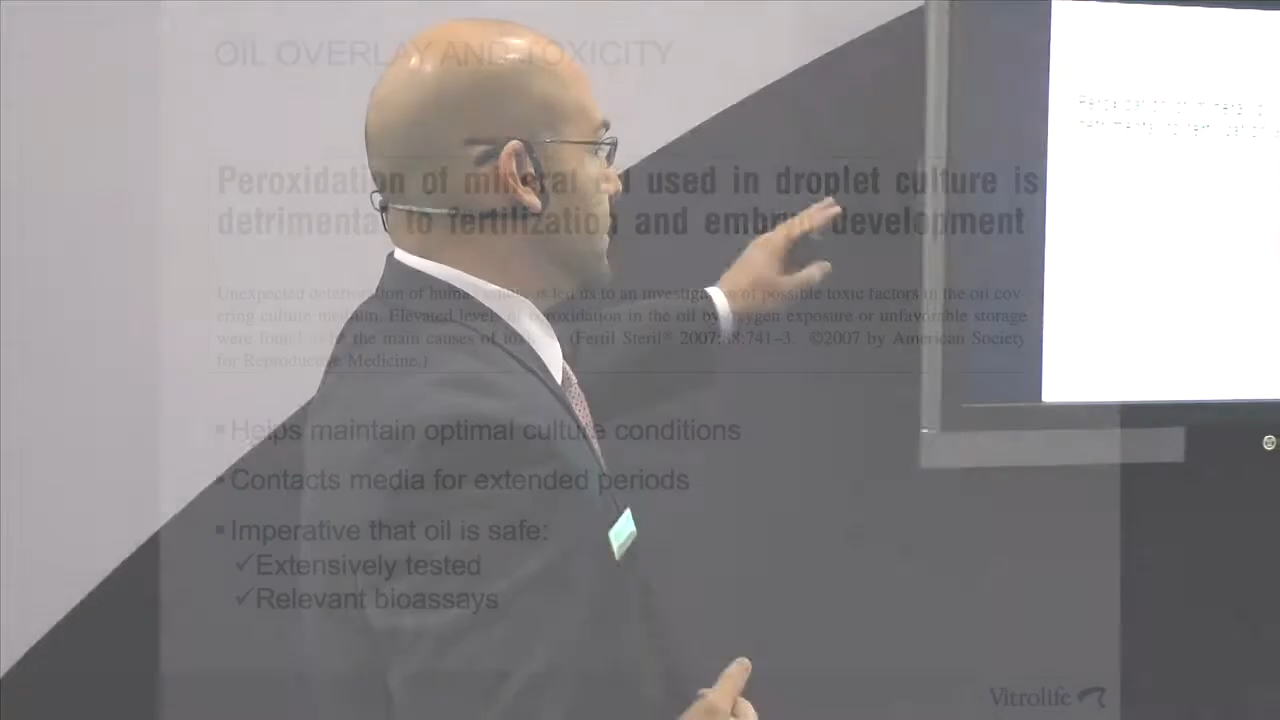 OIL OVERLAY AND TOXICITY
Peroxidation of mineral oil used in droplet culture is
detrimental to fertilization and embryo development
Unexpected deterioration of human is led us to an investigation of possible toxic factors in the oil cov-
ering culture medium. Elevated levels of peroxidation in the oil by oxygen exposure or unfavorable storage
were found to be the main causes of (Fertil Steril® 2007;88:741–3. ©2007 by American Society
for Reproductive Medicine.)
▪ Helps maintain optimal culture conditions
▪ Contacts media for extended periods
▪ Imperative that oil is safe:
✓Extensively tested
✓Relevant bioassays
Vitrolife